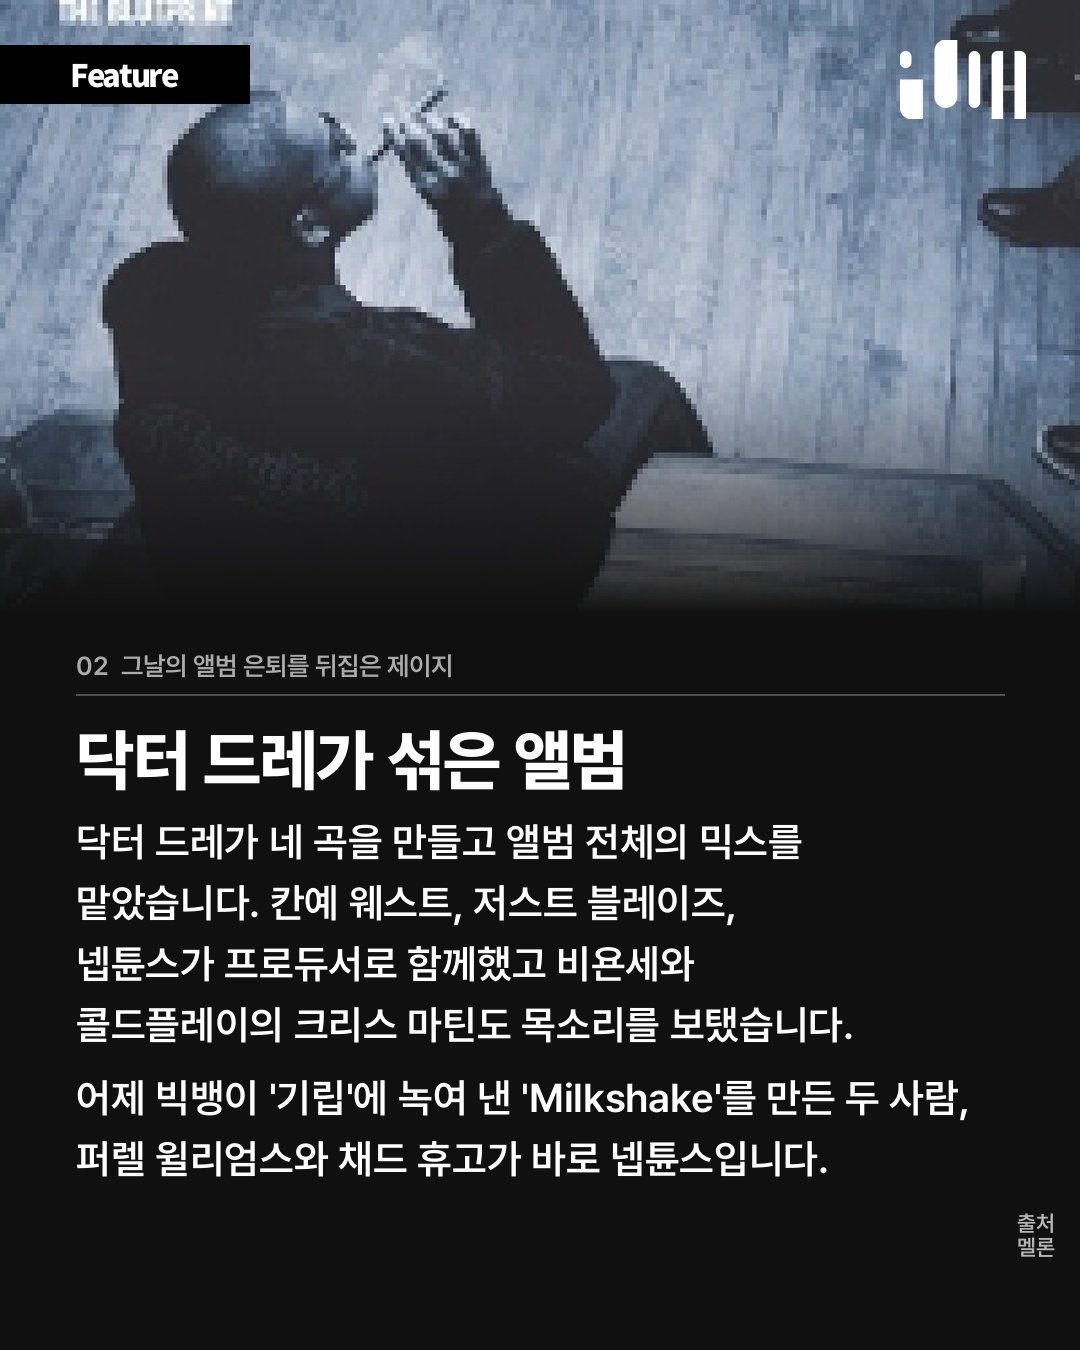 Feature
02 그날의 앨범 은퇴를 뒤집은 제이지
닥터 드레가 섞은 앨범
닥터 드레가 네 곡을 만들고 앨범 전체의 믹스를
맡았습니다. 칸예 웨스트, 저스트 블레이즈,
넵튠스가 프로듀서로 함께했고 비욘세와
콜드플레이의 크리스 마틴도 목소리를 보탰습니다.
어제 빅뱅이 '기립'에 녹여 낸 'Milkshake'를 만든 두 사람,
퍼렐 윌리엄스와 채드 휴고가 바로 넵튠스입니다.
출처
멜론